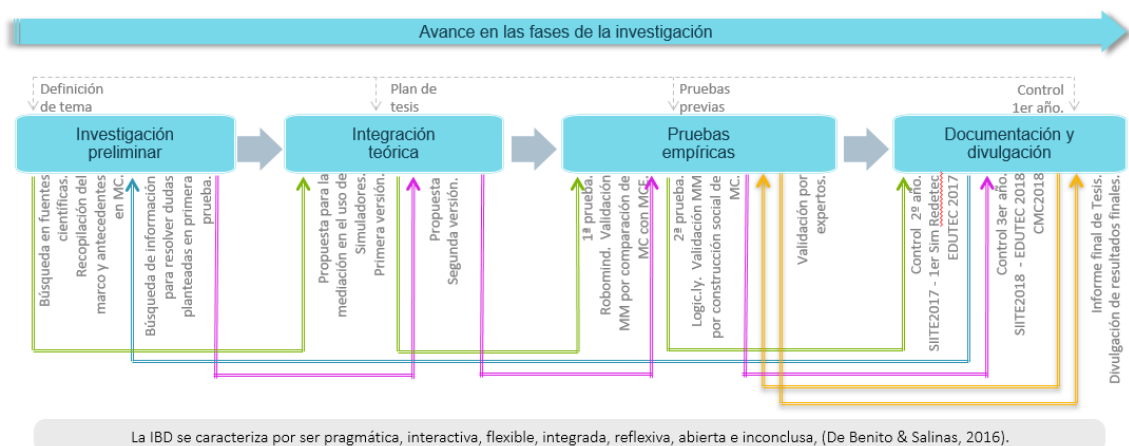 Avance en las fases de la investigación
Definición
de tema
Plan de
tesis
Pruebas
previas
Control
1er año.
Investigación
preliminar
Integración
teórica
Pruebas
empíricas
Documentación y
divulgación
Búsqueda en fuentes
científicas.
Recopilación del
marco y antecedentes
en MC.
Búsqueda de información
para resolver dudas
planteadas en primera
prueba.
Propuesta para la
mediación en el uso de
Simuladores.
Primera versión.
Propuesta
Segunda versión.
1ª prueba.
Robomind. Validación
MM por comparación de
MC con MCE.
2ª prueba.
Logic.ly. Validación MM
por construcción social de
MC.
Validación por
expertos.
Control 2º año.
SIITE2017 - 1er Sim Redetec
EDUTEC 2017
Control 3er año.
SIITE2018 - EDUTEC 2018
CMC2018
Informe final de Tesis.
Divulgación de resultados finales.
La IBD se caracteriza por ser pragmática, interactiva, flexible, integrada, reflexiva, abierta e inconclusa, (De Benito & Salinas, 2016).